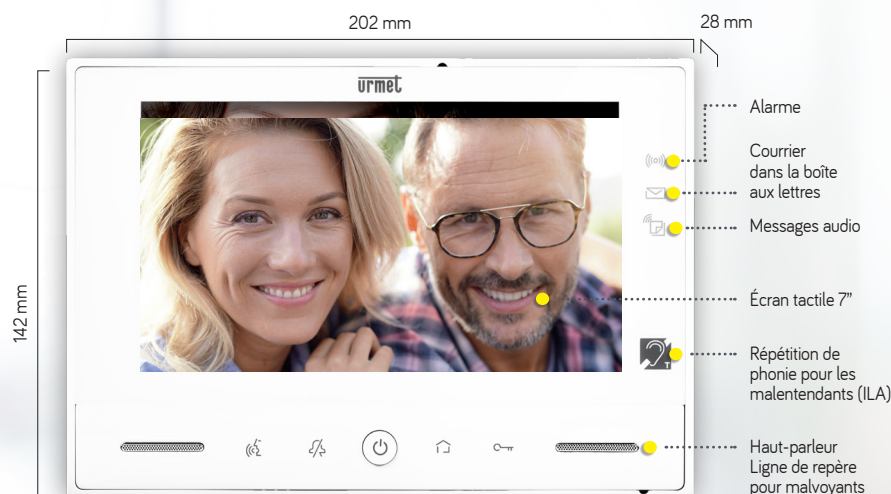 202 mm
28 mm
urmet
Alarme
Courrier
dans la boîte
aux lettres
Messages audio
Écran tactile 7”
142 mm
Répétition de
phonie pour les
malentendants (ILA)
T
Haut-parleur
Ligne de repère
pour malvoyants